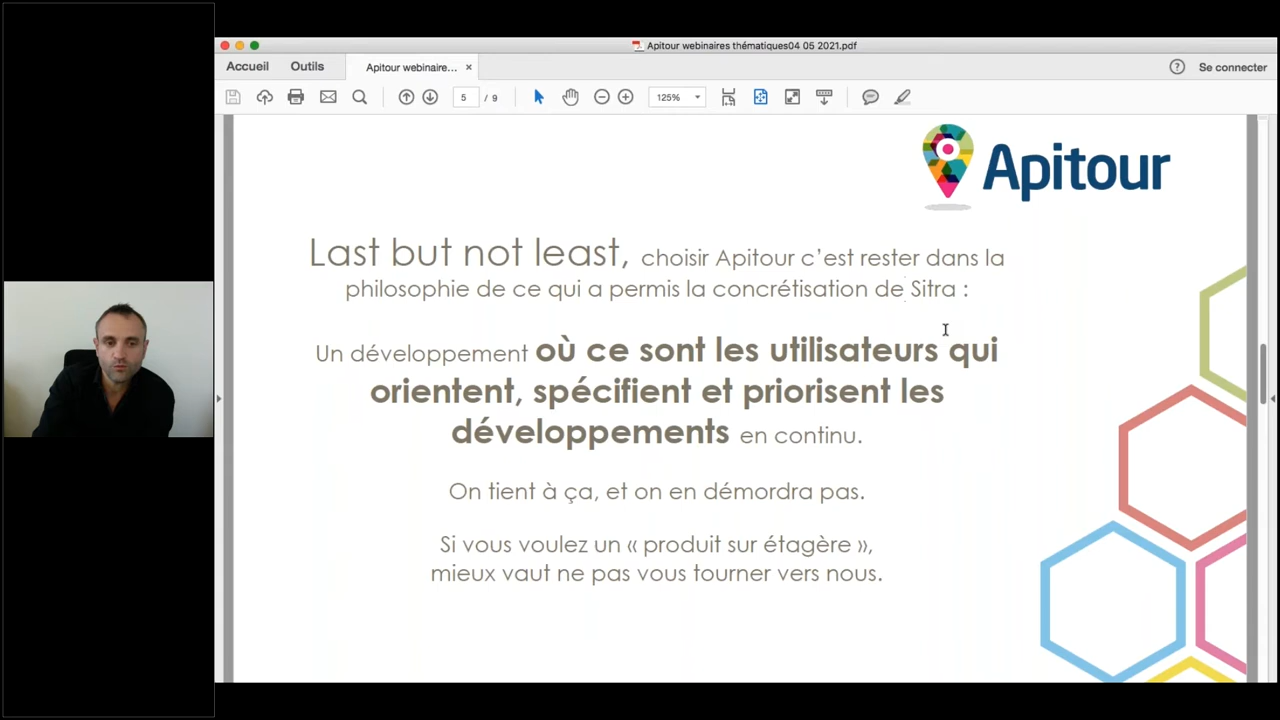 Apitour webinaires thématiques04 05 2021.pdf
Accueil Outils Apitour webinaire... × ? Se connecter
5 / 9 125%
Apitour
Last but not least, choisir Apitour c’est rester dans la
philosophie de ce qui a permis la concrétisation de Sitra :
Un développement où ce sont les utilisateurs qui
orientent, spécifient et priorisent les
développements en continu.
On tient à ça, et on en démordra pas.
Si vous voulez un « produit sur étagère »,
mieux vaut ne pas vous tourner vers nous.